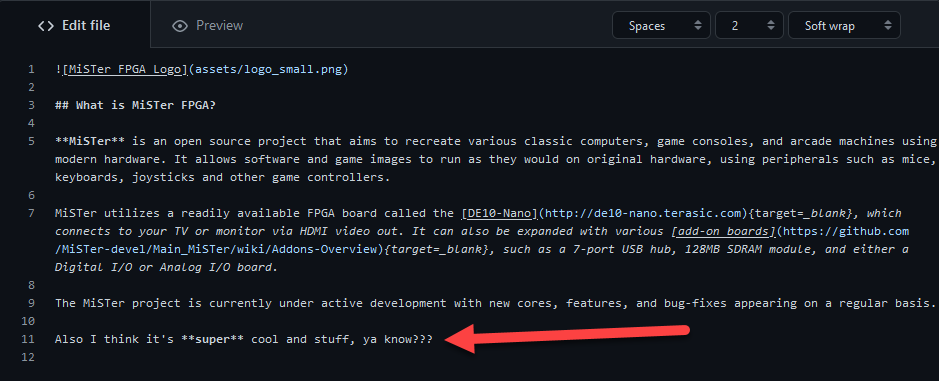 Edit file
Preview
Spaces
2
Soft wrap
1 ![MiSTer FPGA Logo](assets/logo_small.png)
2
3 ## What is MiSTer FPGA?
4
5 **MiSTer** is an open source project that aims to recreate various classic computers, game consoles, and arcade machines using
modern hardware. It allows software and game images to run as they would on original hardware, using peripherals such as mice,
keyboards, joysticks and other game controllers.
6
7 MiSTer utilizes a readily available FPGA board called the [DE10-Nano](http://de10-nano.terasic.com){target=_blank}, which
connects to your TV or monitor via HDMI video out. It can also be expanded with various [add-on boards](https://github.com
/MiSTer-devel/Main_MiSTer/wiki/Addons-Overview){target=_blank}, such as a 7-port USB hub, 128MB SDRAM module, and either a
Digital I/O or Analog I/O board.
8
9 The MiSTer project is currently under active development with new cores, features, and bug-fixes appearing on a regular basis.
10
11 Also I think it's **super** cool and stuff, ya know???
12